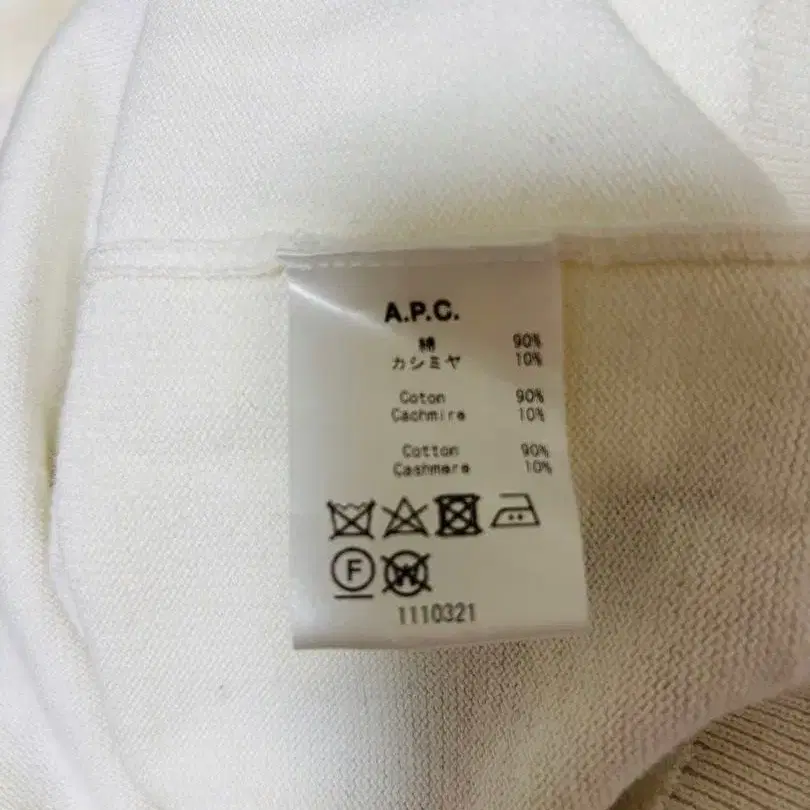 A.P.C.
綿 90%
カシミヤ 10%
Coton 90%
Cachmire 10%
Cotton 90%
Cashmere 10%
F
W
1110321